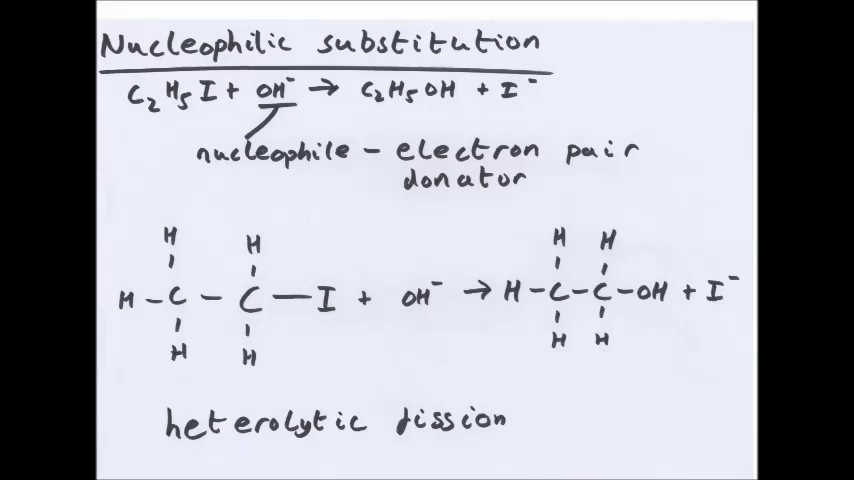 Nucleophilic substitution
C₂H₅I + OH⁻ → C₂H₅OH + I⁻
nucleophile – electron pair
donator
H H H H
H – C – C – I + OH⁻ → H – C – C – OH + I⁻
H H H H
heterolytic fission